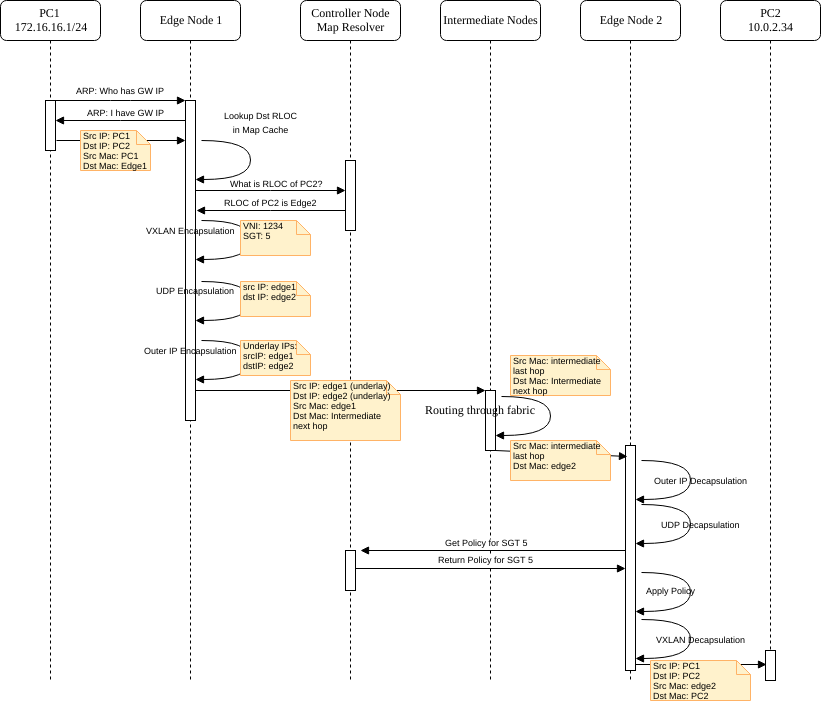 PC1
172.16.16.1/24
Edge Node 1
Controller Node
Map Resolver
Intermediate Nodes
Edge Node 2
PC2
10.0.2.34
ARP: Who has GW IP
ARP: I have GW IP
Src IP: PC1
Dst IP: PC2
Src Mac: PC1
Dst Mac: Edge1
Lookup Dst RLOC
in Map Cache
What is RLOC of PC2?
RLOC of PC2 is Edge2
VXLAN Encapsulation
VNI: 1234
SGT: 5
UDP Encapsulation
src IP: edge1
dst IP: edge2
Outer IP Encapsulation
Underlay IPs:
srcIP: edge1
dstIP: edge2
Src IP: edge1 (underlay)
Dst IP: edge2 (underlay)
Src Mac: edge1
Dst Mac: Intermediate
next hop
Src Mac: intermediate
last hop
Dst Mac: Intermediate
next hop
Routing through fabric
Src Mac: intermediate
last hop
Dst Mac: edge2
Outer IP Decapsulation
UDP Decapsulation
Get Policy for SGT 5
Return Policy for SGT 5
Apply Policy
VXLAN Decapsulation
Src IP: PC1
Dst IP: PC2
Src Mac: edge2
Dst Mac: PC2